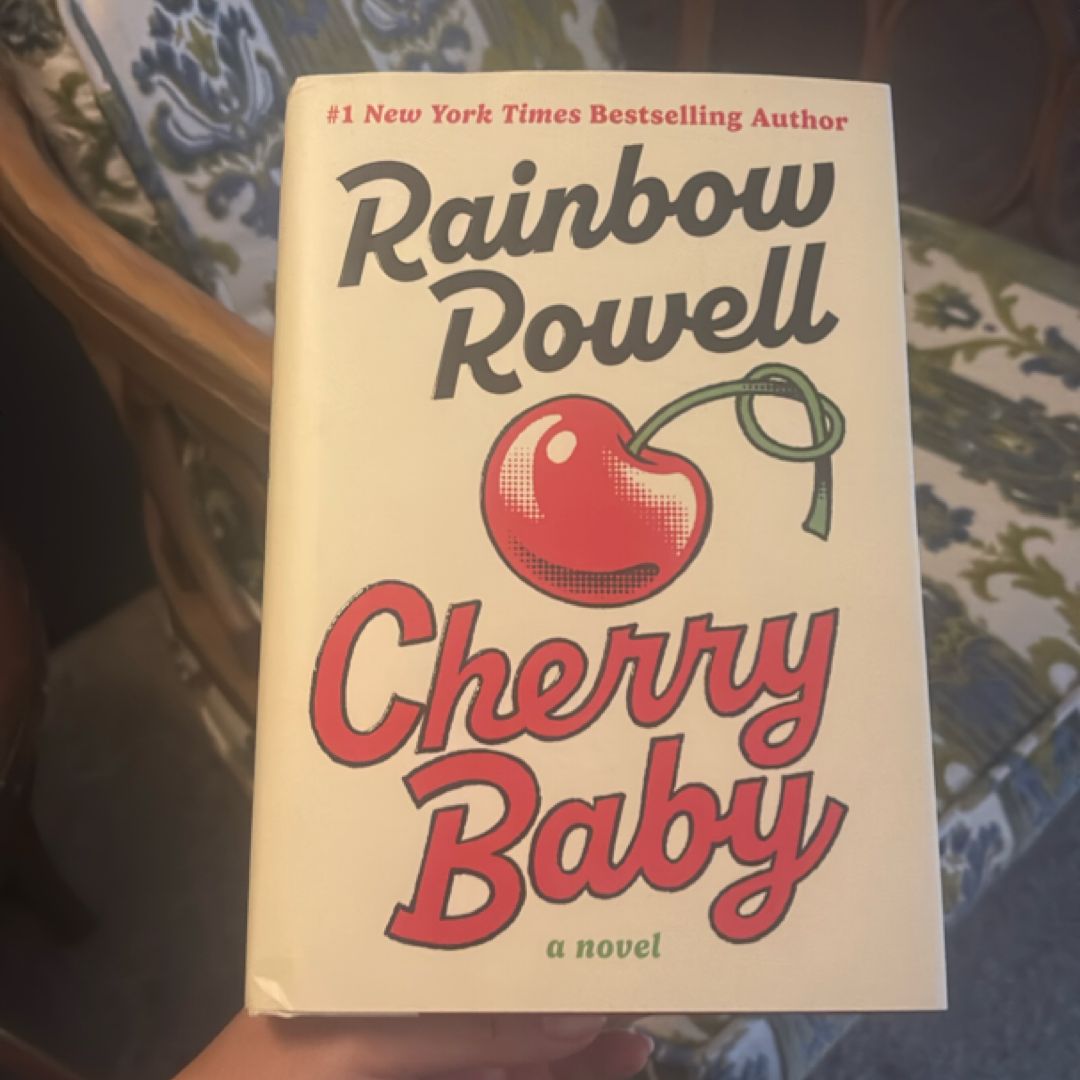 #1 New York Times Bestselling Author
Rainbow
Rowell
Cherry
Baby
a novel